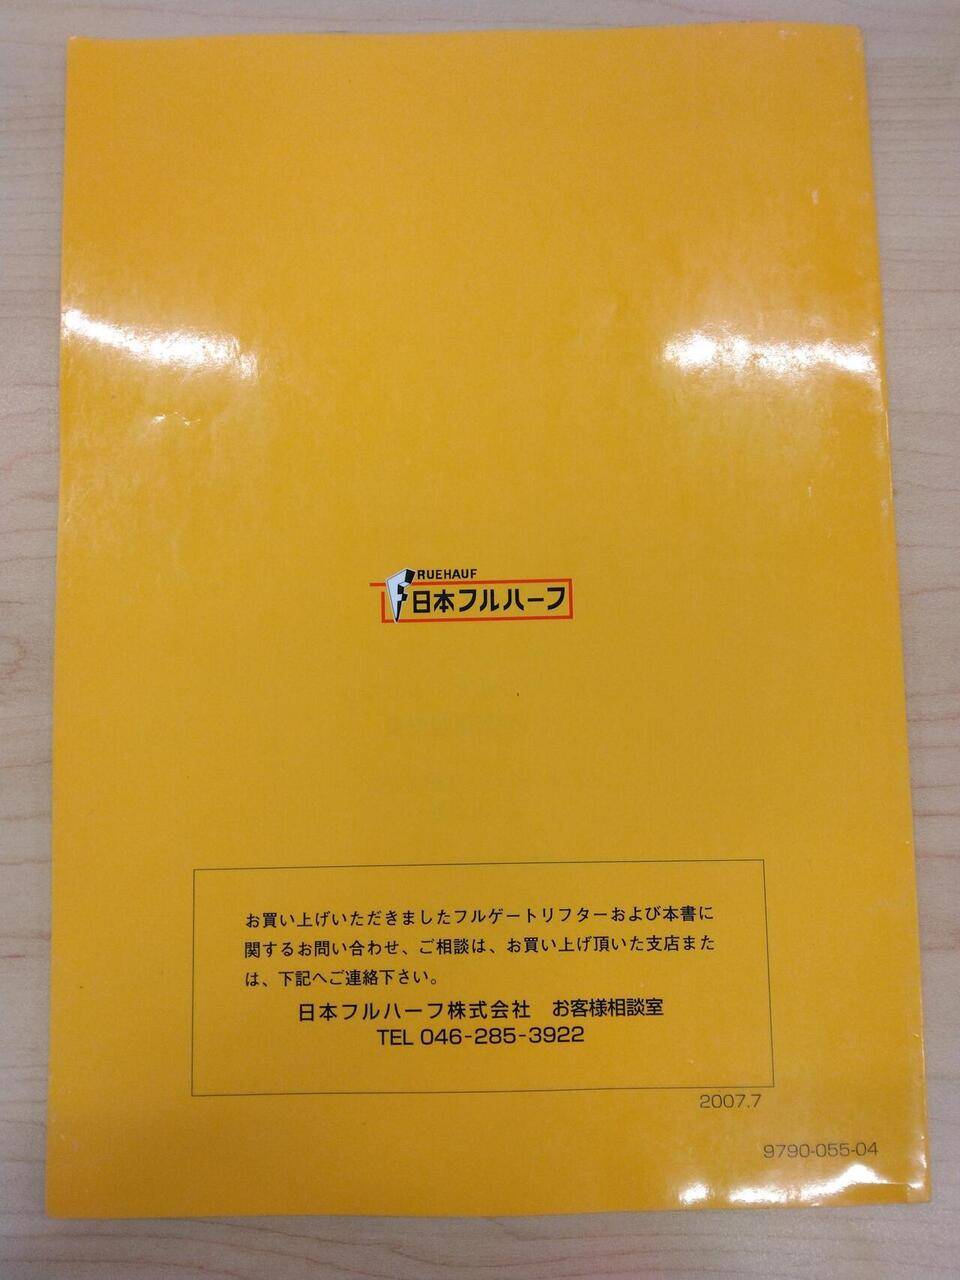 FRUEHAUF
日本フルハーフ
お買い上げいただきましたフルゲートリフターおよび本書に
関するお問い合わせ、ご相談は、お買い上げ頂いた支店また
は、下記へご連絡下さい。
日本フルハーフ株式会社 お客様相談室
TEL 046-285-3922
2007.7
9790-055-04